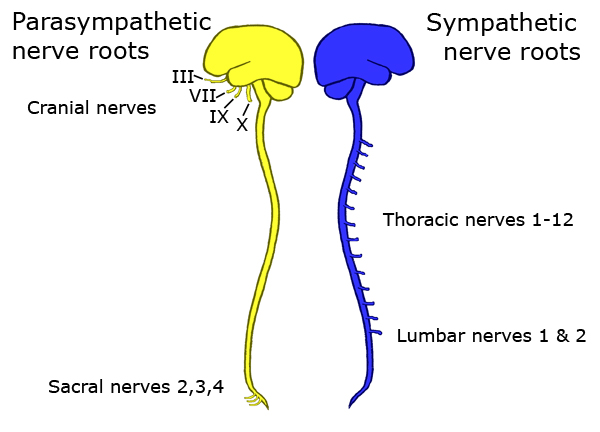 Parasympathetic
nerve roots
Sympathetic
nerve roots
III
VII
IX
X
Cranial nerves
Thoracic nerves 1-12
Lumbar nerves 1 & 2
Sacral nerves 2,3,4